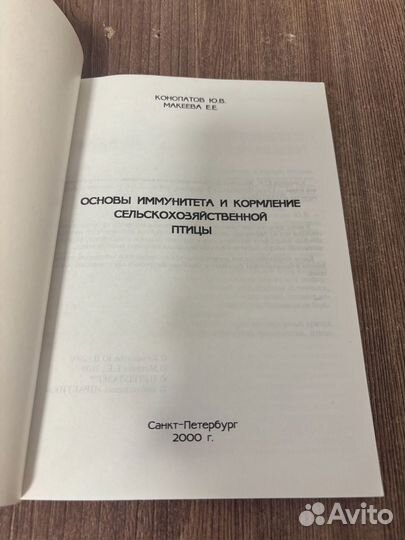 КОНОПАТОВ Ю.В.
МАКЕЕВА Е.Е.
ОСНОВЫ ИММУНИТЕТА И КОРМЛЕНИЕ
СЕЛЬСКОХОЗЯЙСТВЕННОЙ
ПТИЦЫ
Санкт-Петербург
2000 г.
Avito